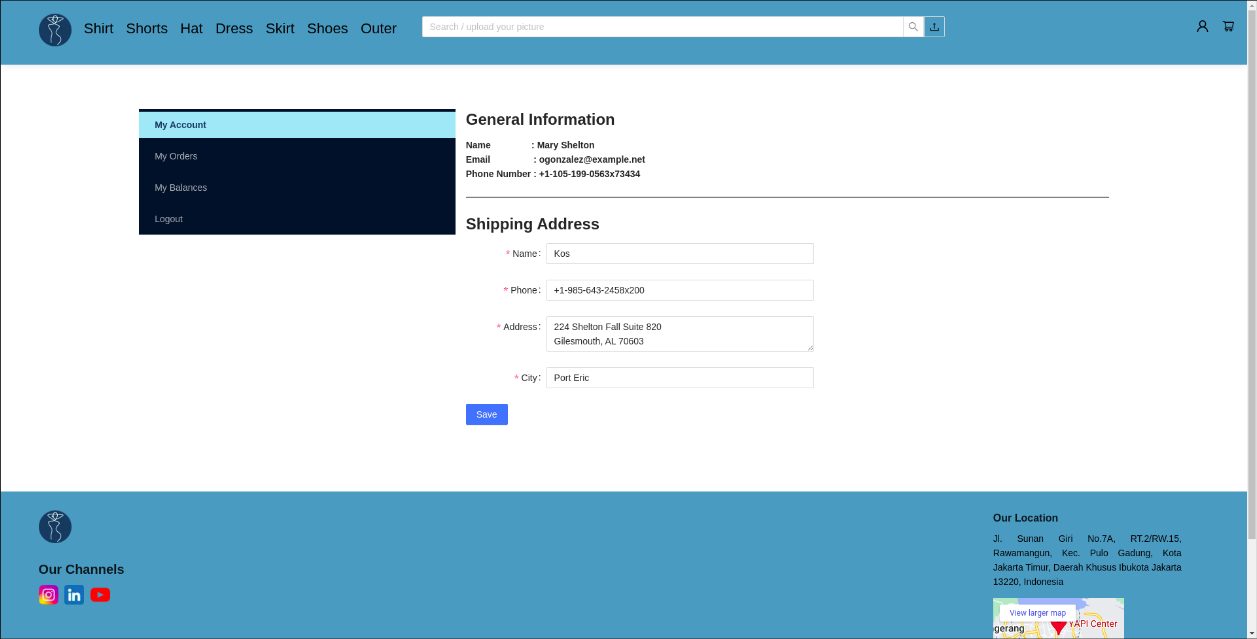 Shirt Shorts Hat Dress Skirt Shoes Outer
Search / upload your picture
My Account
My Orders
My Balances
Logout
General Information
Name : Mary Shelton
Email : ogonzalez@example.net
Phone Number : +1-105-199-0563x73434
Shipping Address
* Name: Kos
* Phone: +1-985-643-2458x200
* Address: 224 Shelton Fall Suite 820
Gilesmouth, AL 70603
* City: Port Eric
Save
Our Channels
Our Location
Jl. Sunan Giri No.7A, RT.2/RW.15,
Rawamangun, Kec. Pulo Gadung, Kota
Jakarta Timur, Daerah Khusus Ibukota Jakarta
13220, Indonesia
View larger map
YAPI Center
gerang